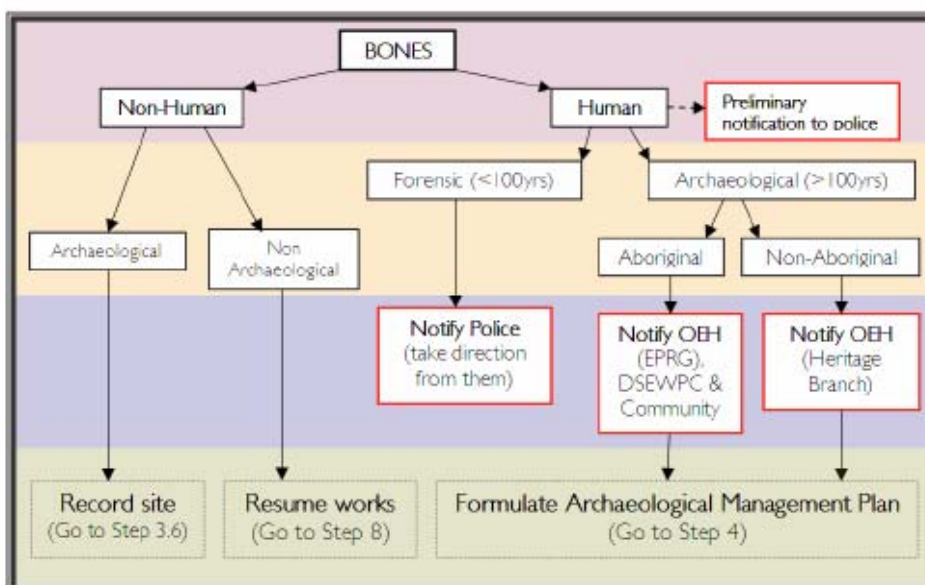 BONES
Non-Human
Human
Preliminary
notification to police
Forensic (<100yrs)
Archaeological (>100yrs)
Archaeological
Non
Archaeological
Aboriginal
Non-Aboriginal
Notify Police
(take direction
from them)
Notify OEH
(EPRG),
DSEWPC &
Community
Notify OEH
(Heritage
Branch)
Record site
(Go to Step 3.6)
Resume works
(Go to Step 8)
Formulate Archaeological Management Plan
(Go to Step 4)